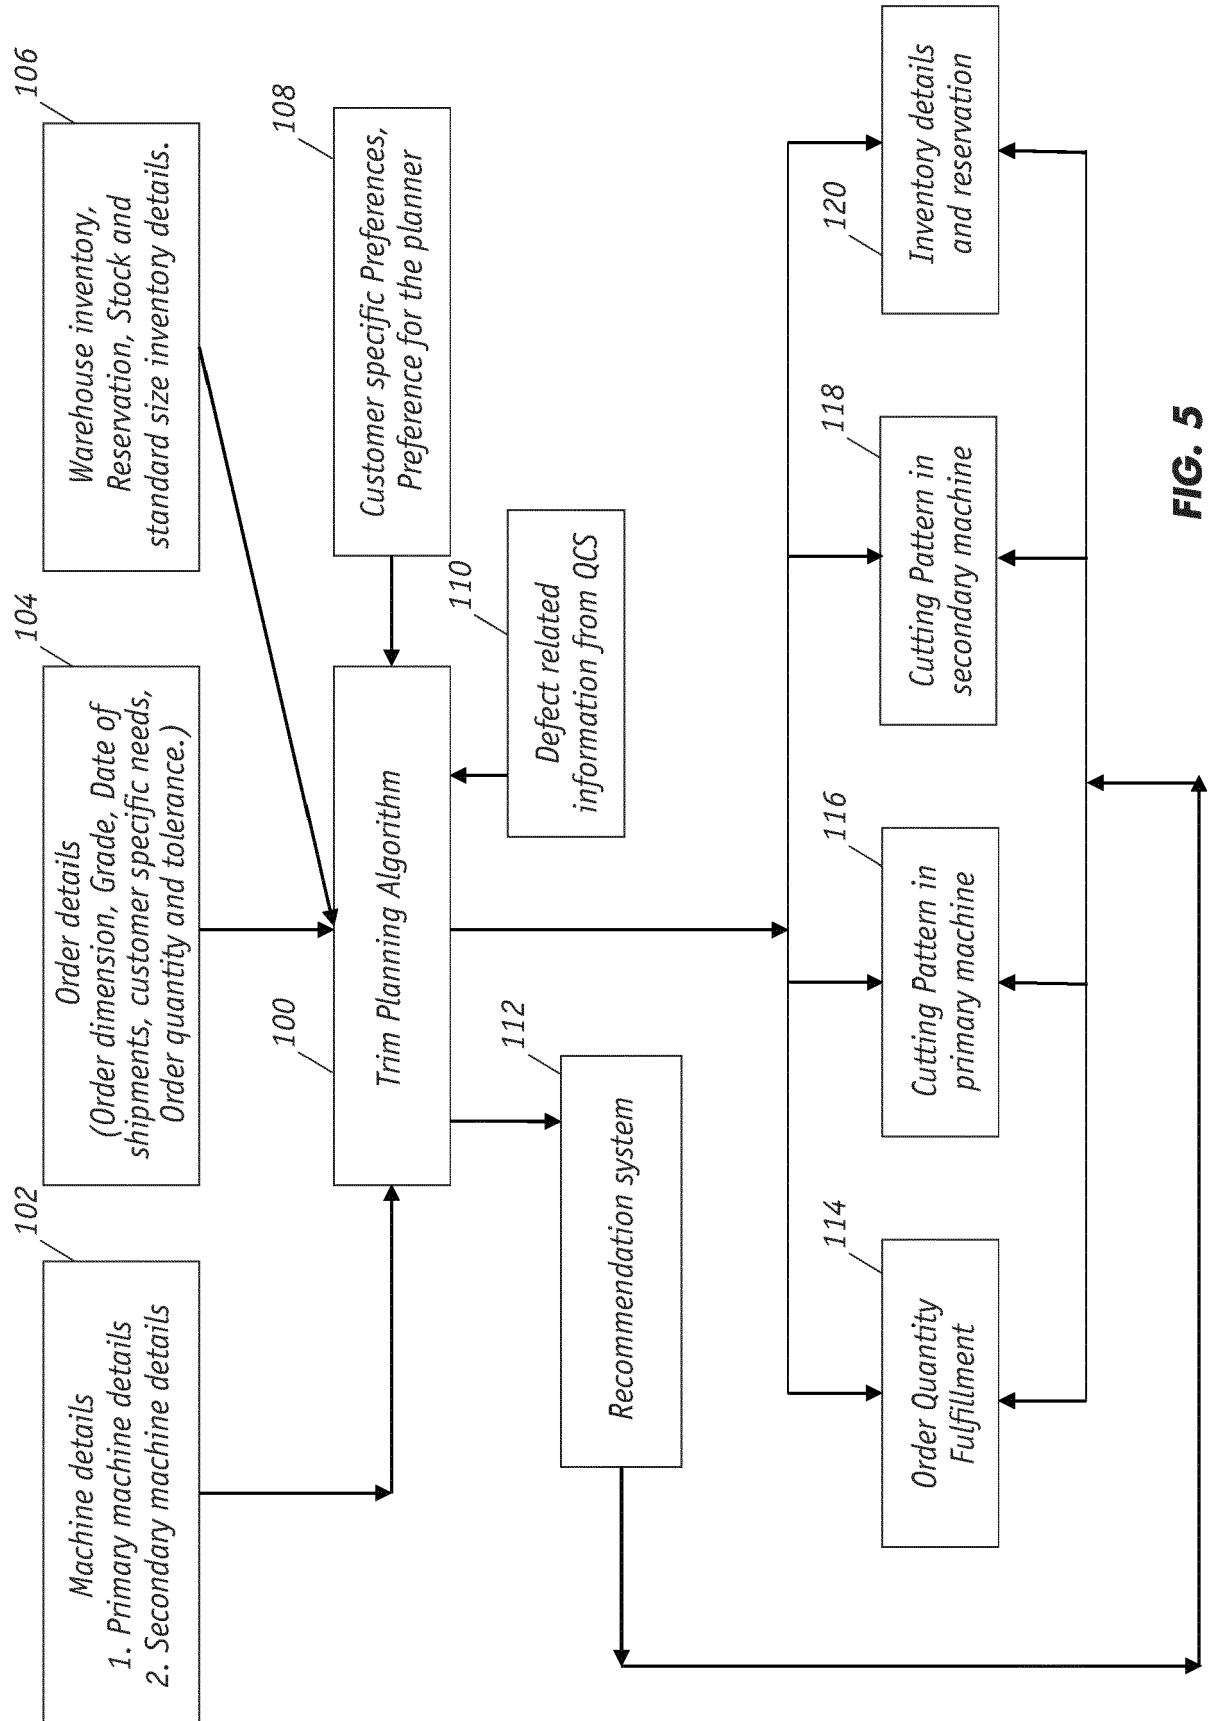 102
Machine details
1. Primary machine details
2. Secondary machine details
104
Order details
(Order dimension, Grade, Date of
shipments, customer specific needs,
Order quantity and tolerance.)
106
Warehouse inventory,
Reservation, Stock and
standard size inventory details.
100
Trim Planning Algorithm
108
Customer specific Preferences,
Preference for the planner
110
Defect related
information from QCS
112
Recommendation system
114
Order Quantity
Fulfillment
116
Cutting Pattern in
primary machine
118
Cutting Pattern in
secondary machine
120
Inventory details
and reservation
FIG. 5